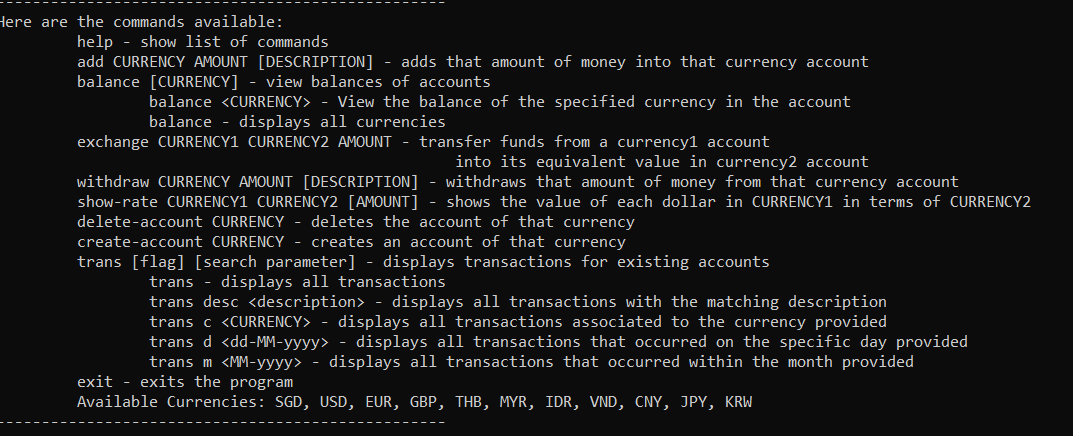 --------------------------------------------------
Here are the commands available:
help - show list of commands
add CURRENCY AMOUNT [DESCRIPTION] - adds that amount of money into that currency account
balance [CURRENCY] - view balances of accounts
balance <CURRENCY> - View the balance of the specified currency in the account
balance - displays all currencies
exchange CURRENCY1 CURRENCY2 AMOUNT - transfer funds from a currency1 account
into its equivalent value in currency2 account
withdraw CURRENCY AMOUNT [DESCRIPTION] - withdraws that amount of money from that currency account
show-rate CURRENCY1 CURRENCY2 [AMOUNT] - shows the value of each dollar in CURRENCY1 in terms of CURRENCY2
delete-account CURRENCY - deletes the account of that currency
create-account CURRENCY - creates an account of that currency
trans [flag] [search parameter] - displays transactions for existing accounts
trans - displays all transactions
trans desc <description> - displays all transactions with the matching description
trans c <CURRENCY> - displays all transactions associated to the currency provided
trans d <dd-MM-yyyy> - displays all transactions that occurred on the specific day provided
trans m <MM-yyyy> - displays all transactions that occurred within the month provided
exit - exits the program
Available Currencies: SGD, USD, EUR, GBP, THB, MYR, IDR, VND, CNY, JPY, KRW
--------------------------------------------------